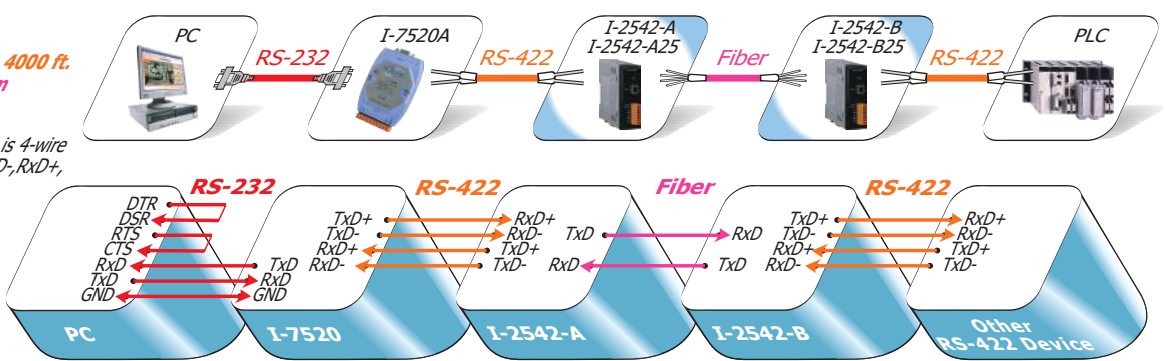 PC
I-7520A
I-2542-A
I-2542-A25
I-2542-B
I-2542-B25
PLC
RS-232
RS-422
Fiber
RS-422
4000 ft.
is 4-wire
D-,RxD+,
RS-232
RS-422
Fiber
RS-422
DTR
DSR
RTS
CTS
RxD
TxD
GND
TxD
RxD
GND
TxD+
TxD-
RxD+
RxD-
RxD+
RxD-
TxD+
TxD-
TxD
RxD
RxD
TxD
TxD+
TxD-
RxD+
RxD-
RxD+
RxD-
TxD+
TxD-
PC
I-7520
I-2542-A
I-2542-B
Other
RS-422 Device